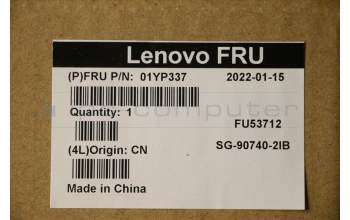 Lenovo FRU
(P)FRU P/N: 01YP337 2022-01-15
Quantity: 1
FU53712
(4L)Origin: CN SG-90740-2IB
Made in China